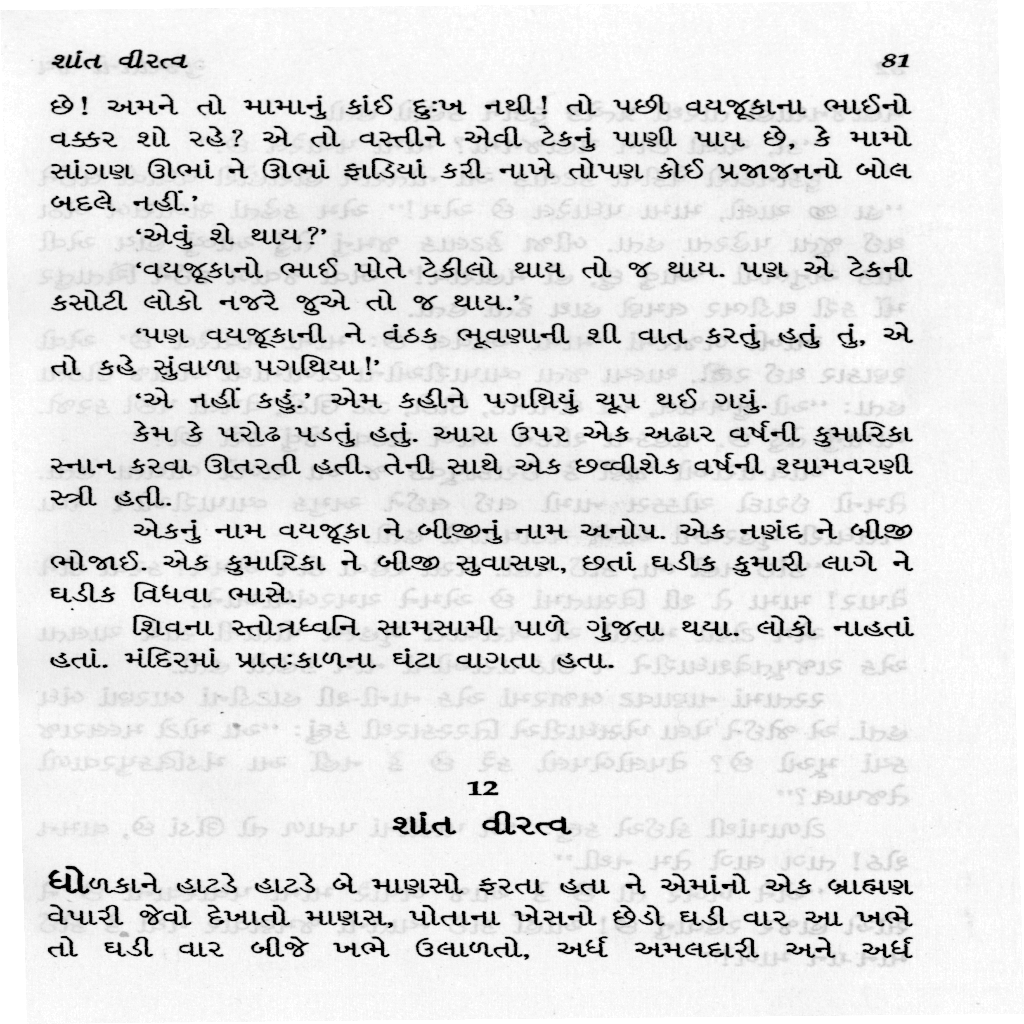 શાંત વીરત્વ 81
છે! અમને તો મામાનું કાંઈ દુઃખ નથી! તો પછી વયજૂકાના ભાઈનો
વક્કર શો રહે? એ તો વસ્તીને એવી ટેકનું પાણી પાય છે, કે મામો
સાંગણ ઊભાં ને ઊભાં ફાડિયાં કરી નાખે તોપણ કોઈ પ્રજાજનનો બોલ
બદલે નહીં.’
‘એવું શે થાય?’
‘વયજૂકાનો ભાઈ પોતે ટેકીલો થાય તો જ થાય. પણ એ ટેકની
કસોટી લોકો નજરે જુએ તો જ થાય.’
‘પણ વયજૂકાની ને વંઠક ભૂવણાની શી વાત કરતું હતું તું, એ
તો કહે સુંવાળા પગથિયા!’
‘એ નહીં કહું.’ એમ કહીને પગથિયું ચૂપ થઈ ગયું.
કેમ કે પરોઢ પડતું હતું. આરા ઉપર એક અઢાર વર્ષની કુમારિકા
સ્નાન કરવા ઊતરતી હતી. તેની સાથે એક છવ્વીશેક વર્ષની શ્યામવરણી
સ્ત્રી હતી.
એકનું નામ વયજૂકા ને બીજીનું નામ અનોપ. એક નણંદ ને બીજી
ભોજાઈ. એક કુમારિકા ને બીજી સુવાસણ, છતાં ઘડીક કુમારી લાગે ને
ઘડીક વિધવા ભાસે.
શિવના સ્તોત્રધ્વનિ સામસામી પાળે ગુંજતા થયા. લોકો નાહતાં
હતાં. મંદિરમાં પ્રાતઃકાળના ઘંટા વાગતા હતા.
12
શાંત વીરત્વ
ધોળકાને હાટડે હાટડે બે માણસો ફરતા હતા ને એમાંનો એક બ્રાહ્મણ
વેપારી જેવો દેખાતો માણસ, પોતાના ખેસનો છેડો ઘડી વાર આ ખભે
તો ઘડી વાર બીજે ખભે ઉલાળતો, અર્ધ અમલદારી અને અર્ધ